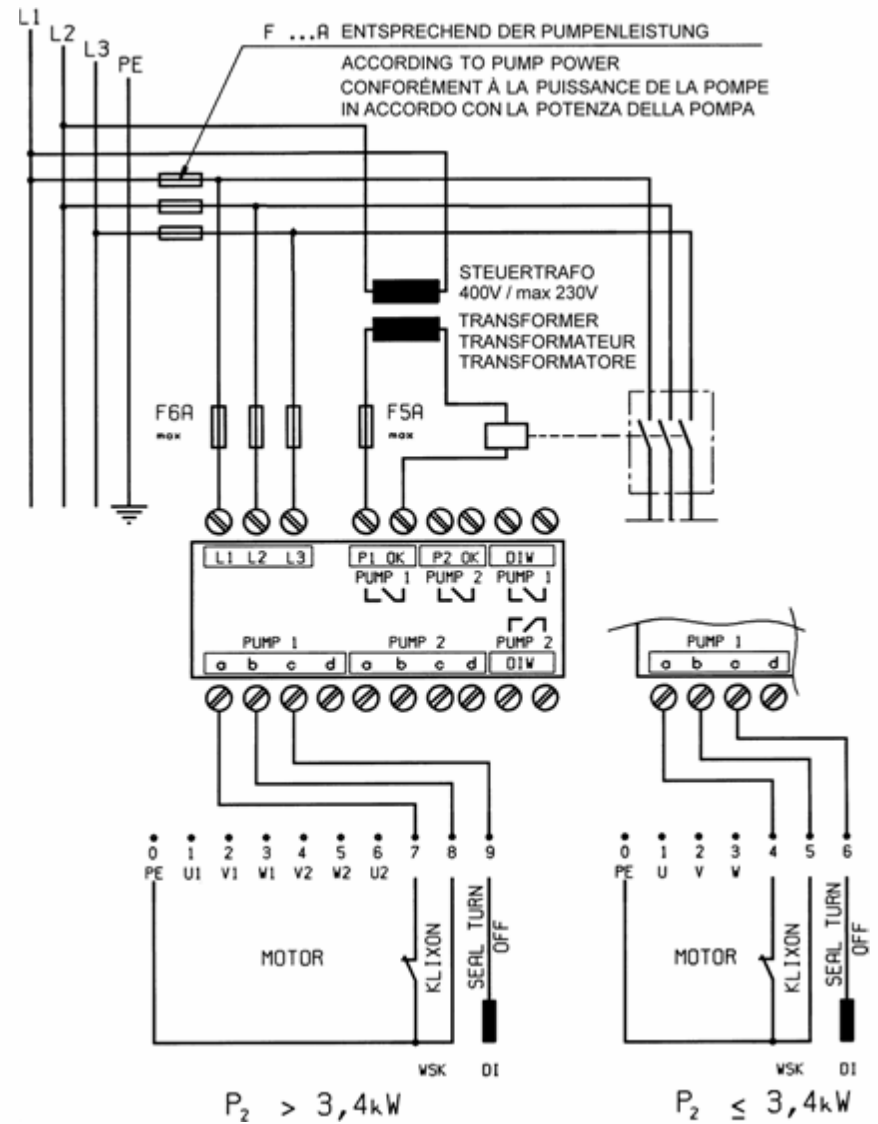 L1
L2
L3
PE
F ...A ENTSPRECHEND DER PUMPENLEISTUNG
ACCORDING TO PUMP POWER
CONFORÉMENT À LA PUISSANCE DE LA POMPE
IN ACCORDO CON LA POTENZA DELLA POMPA
STEUERTRAFO
400V / max 230V
TRANSFORMER
TRANSFORMATEUR
TRANSFORMATORE
F6A
max
F5A
max
L1 L2 L3
P1 OK
P2 OK
DIW
PUMP 1
PUMP 2
PUMP 1
PUMP 1
PUMP 2
PUMP 2
a b c d
a b c d
DIW
PUMP 1
a b c d
0 1 2 3 4 5 6 7 8 9
PE U1 V1 W1 V2 W2 U2
MOTOR
KLIXON
SEAL TURN
OFF
WSK
DI
P2 > 3,4kW
0 1 2 3 4 5 6
PE U V W
MOTOR
KLIXON
SEAL TURN
OFF
WSK
DI
P2 ≤ 3,4kW